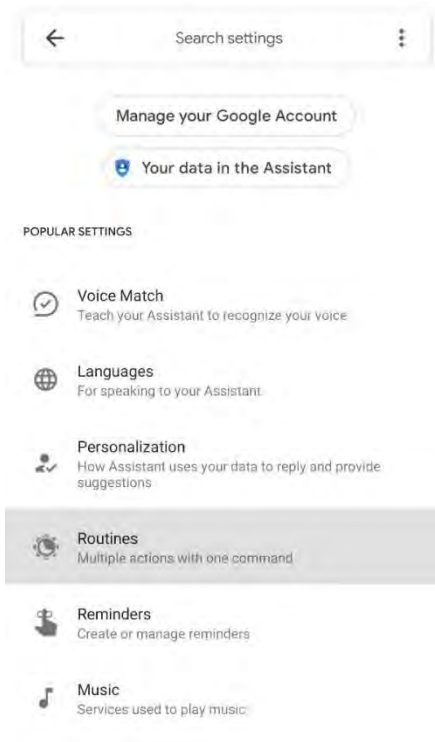 Search settings
Manage your Google Account
Your data in the Assistant
POPULAR SETTINGS
Voice Match
Teach your Assistant to recognize your voice
Languages
For speaking to your Assistant
Personalization
How Assistant uses your data to reply and provide
suggestions
Routines
Multiple actions with one command
Reminders
Create or manage reminders
Music
Services used to play music